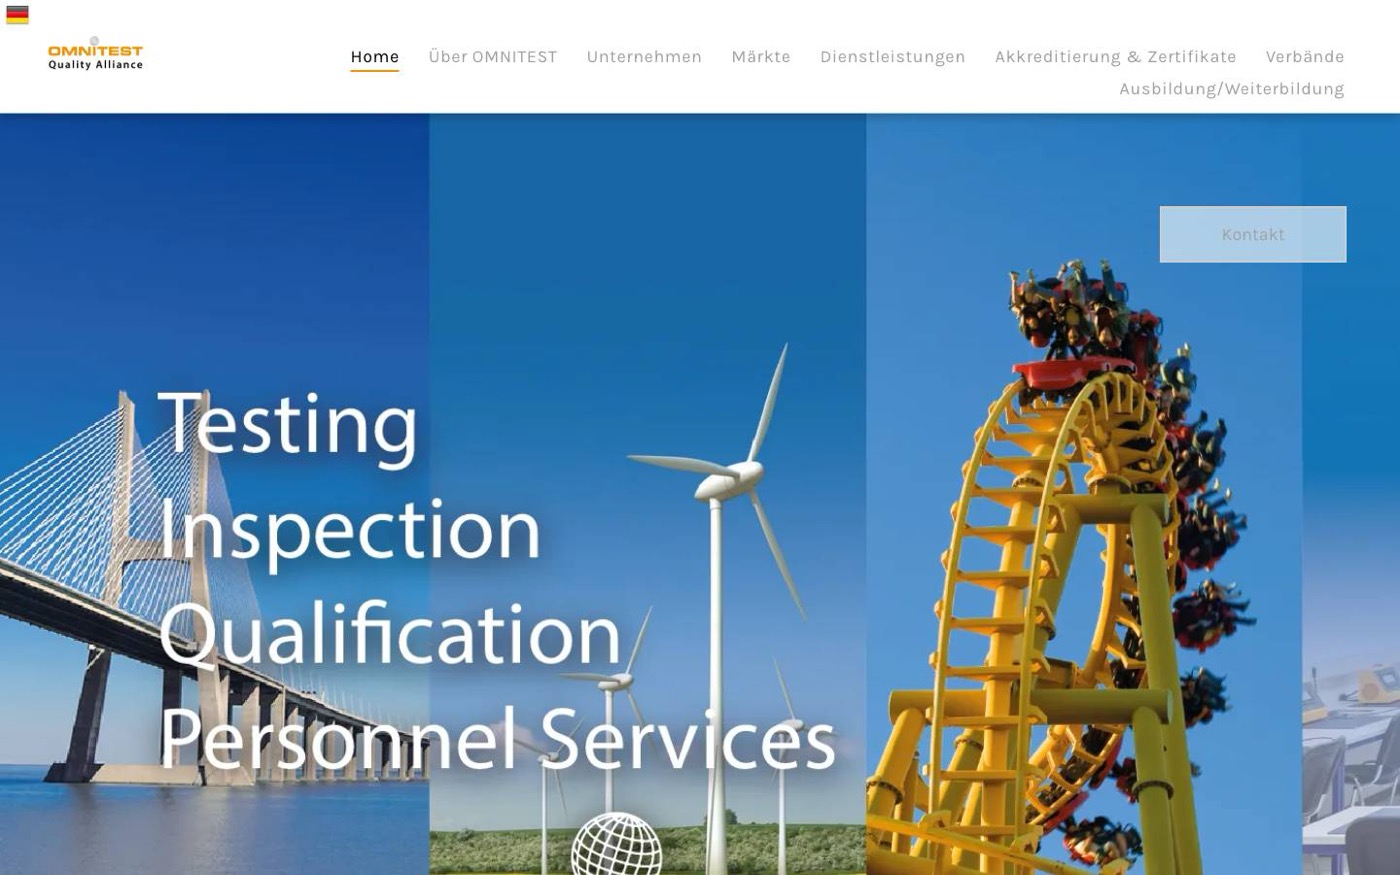 OMNITEST
Quality Alliance
Home Über OMNITEST Unternehmen Märkte Dienstleistungen Akkreditierung & Zertifikate Verbände
Ausbildung/Weiterbildung
Kontakt
Testing
Inspection
Qualification
Personnel Services